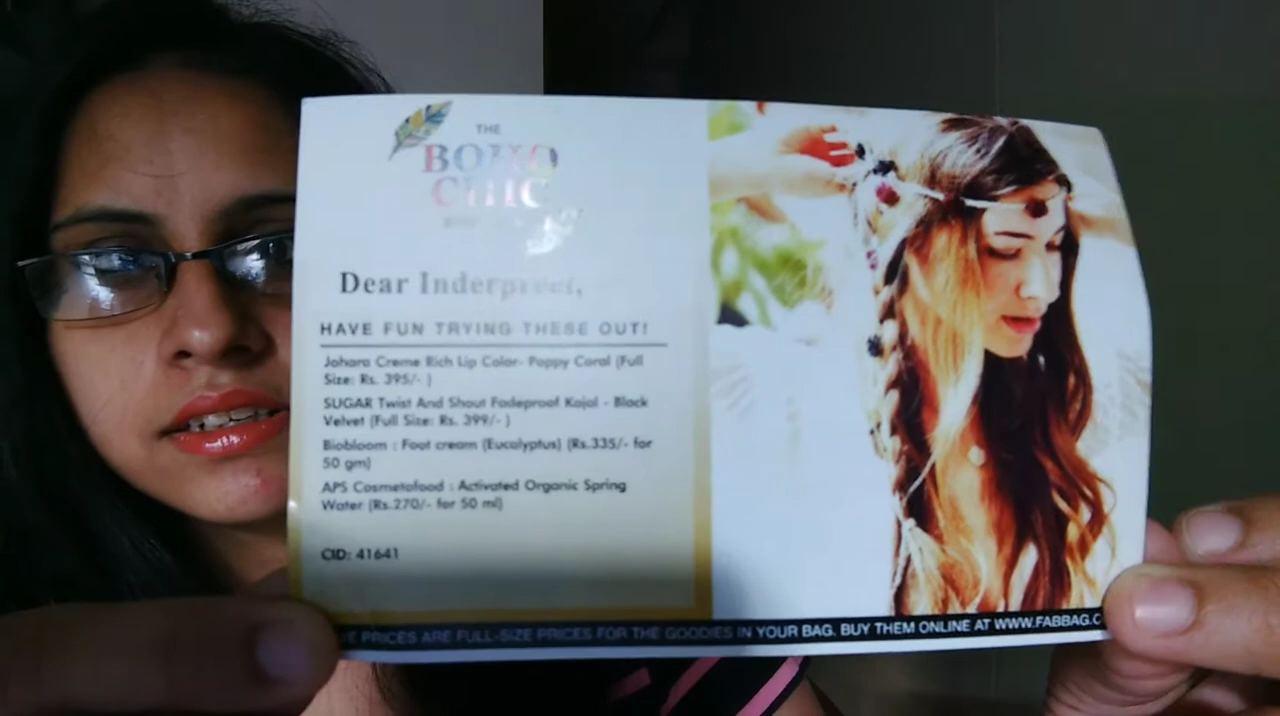 THE
BOHO
CHIC
Dear Inderpreet,
HAVE FUN TRYING THESE OUT!
Johara Creme Rich Lip Color- Poppy Coral (Full
Size: Rs. 395/- )
SUGAR Twist And Shout Fadeproof Kajal - Black
Velvet (Full Size: Rs. 399/- )
Biobloom : Foot cream (Eucalyptus) (Rs.335/- for
50 gm)
APS Cosmetofood : Activated Organic Spring
Water (Rs.270/- for 50 ml)
CID: 41641
PRICES ARE FULL-SIZE PRICES FOR THE GOODIES IN YOUR BAG. BUY THEM ONLINE AT WWW.FABBAG.C